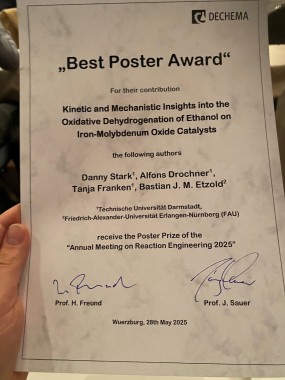 DECHEMA
„Best Poster Award“
For their contribution
Kinetic and Mechanistic Insights into the
Oxidative Dehydrogenation of Ethanol on
Iron-Molybdenum Oxide Catalysts
the following authors
Danny Stark¹, Alfons Drochner¹,
Tanja Franken¹, Bastian J. M. Etzold²
¹Technische Universität Darmstadt,
²Friedrich-Alexander-Universität Erlangen-Nürnberg (FAU)
receive the Poster Prize of the
“Annual Meeting on Reaction Engineering 2025”
Prof. H. Freund
Prof. J. Sauer
Wuerzburg, 28th May 2025